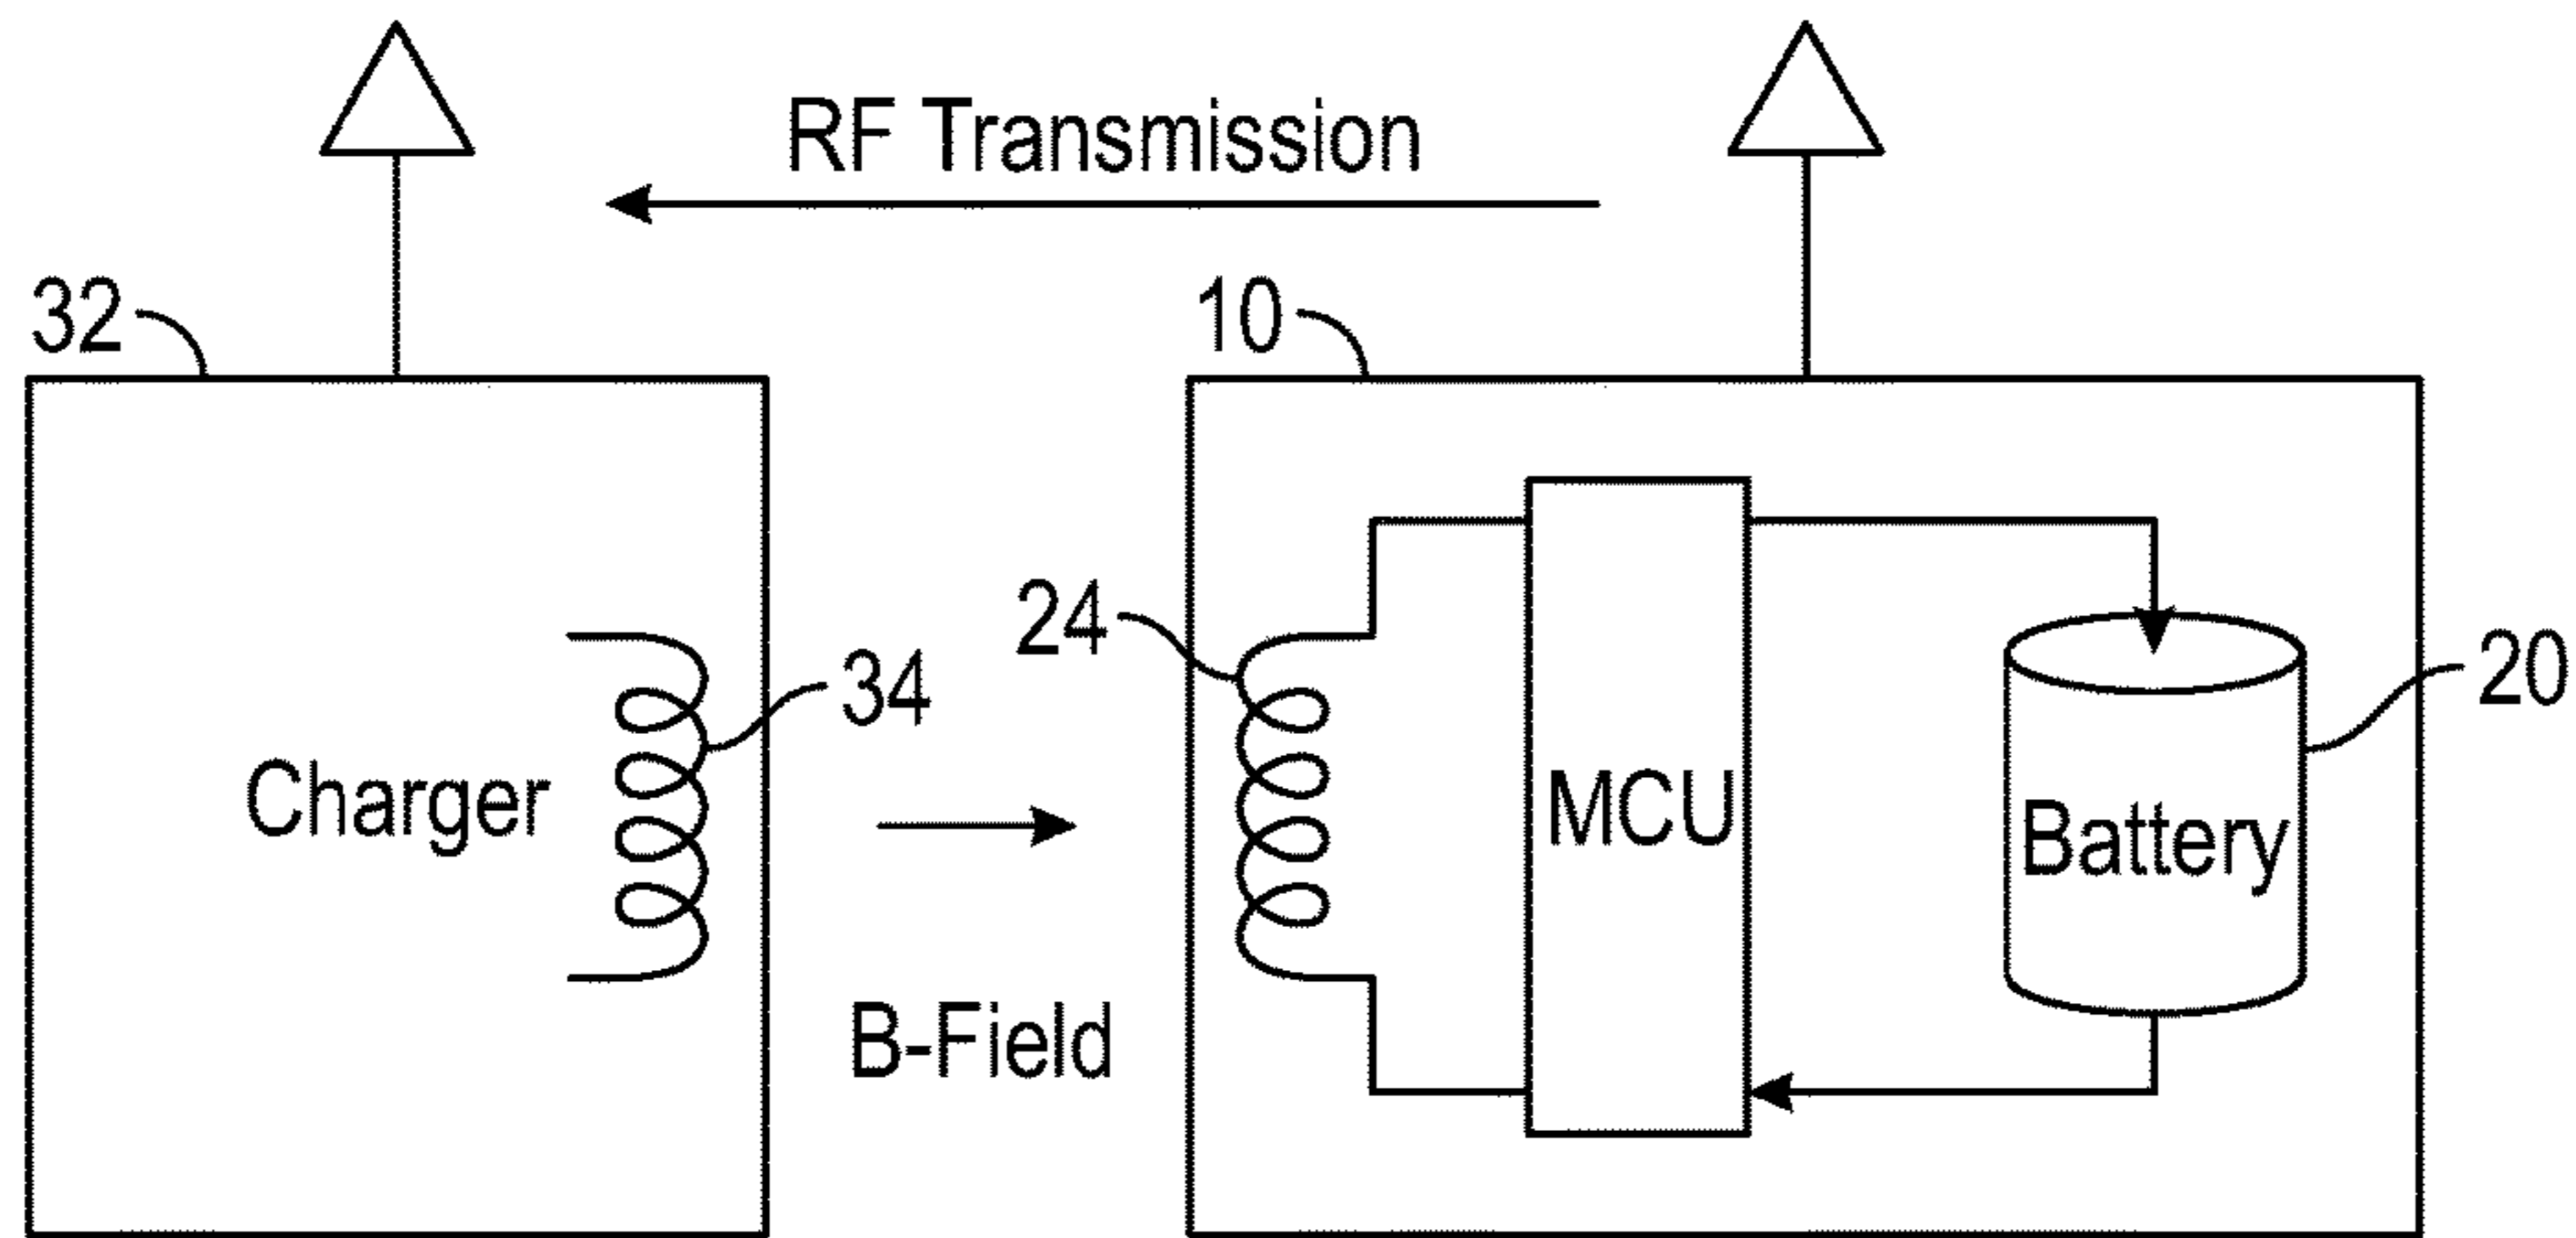 RF Transmission
32
10
24
34
20
Charger
MCU
Battery
B-Field